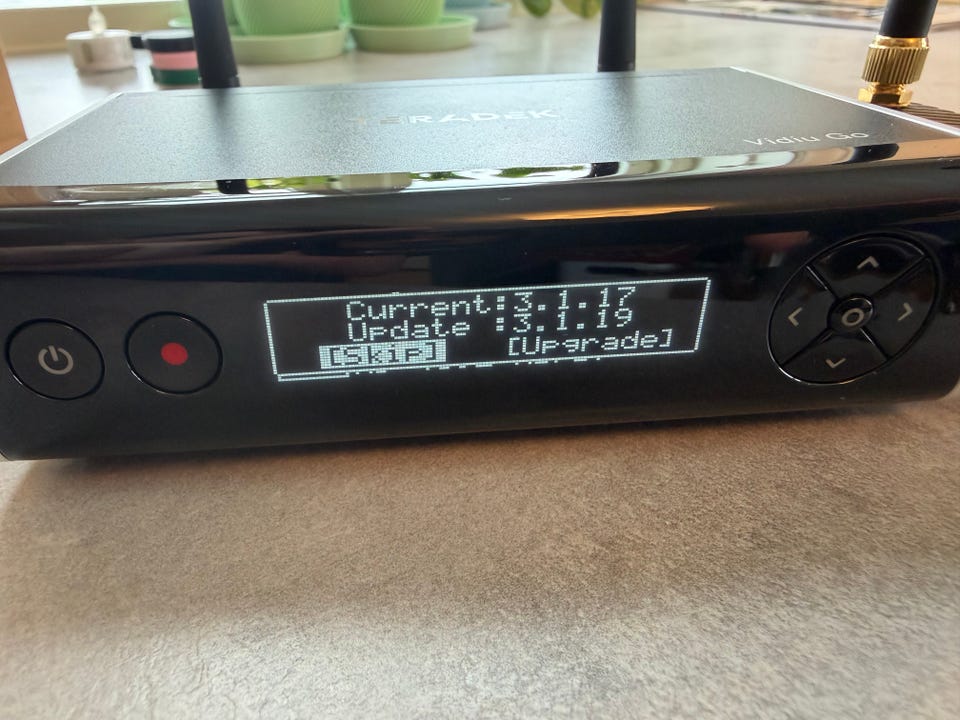 TERADEK
Vidiu Go
Current:3.1.17
Update :3.1.19
[Skip] [Upgrade]